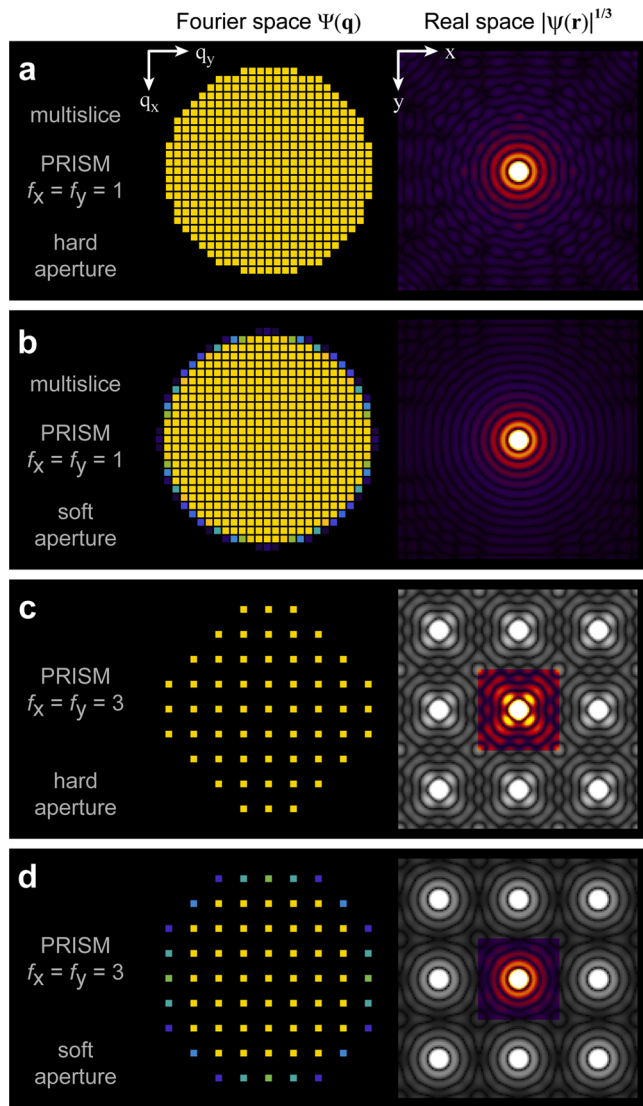 Fourier space Ψ(q)
Real space |ψ(r)|^1/3
a
q_y
q_x
x
y
multislice
PRISM
f_x = f_y = 1
hard
aperture
b
multislice
PRISM
f_x = f_y = 1
soft
aperture
c
PRISM
f_x = f_y = 3
hard
aperture
d
PRISM
f_x = f_y = 3
soft
aperture